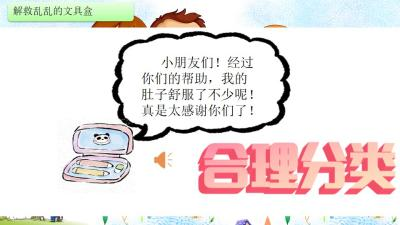 解救乱乱的文具盒
小朋友们！经过
你们的帮助，我的
肚子舒服了不少呢！
真是太感谢你们了！
合理分类